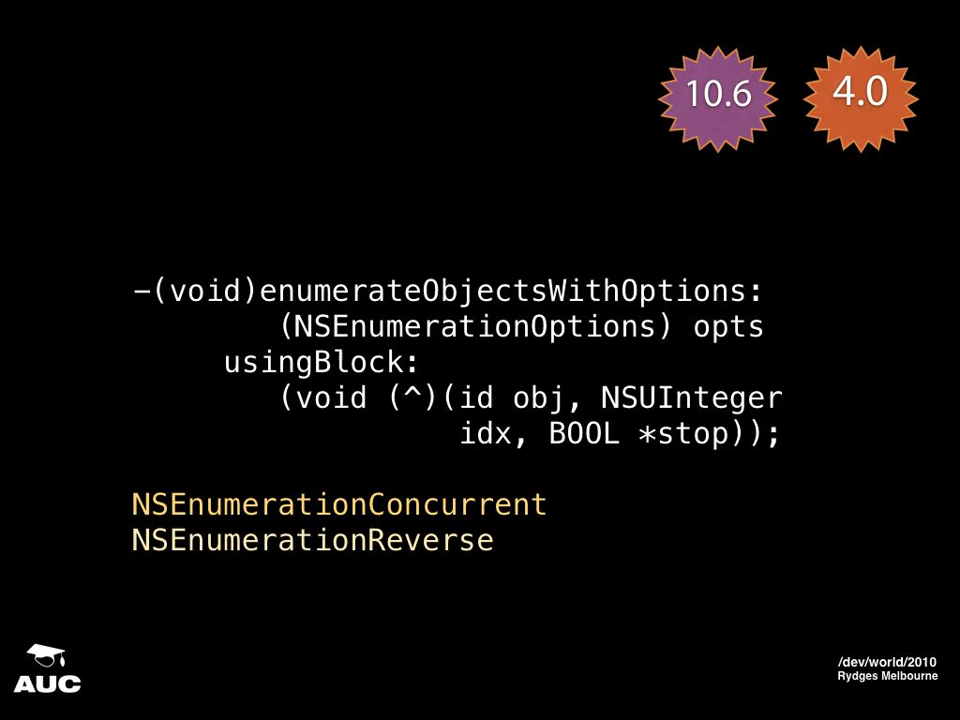 10.6
4.0
-(void)enumerateObjectsWithOptions:
(NSEnumerationOptions) opts
usingBlock:
(void (^)(id obj, NSUInteger
idx, BOOL *stop));
NSEnumerationConcurrent
NSEnumerationReverse
AUC
/dev/world/2010
Rydges Melbourne